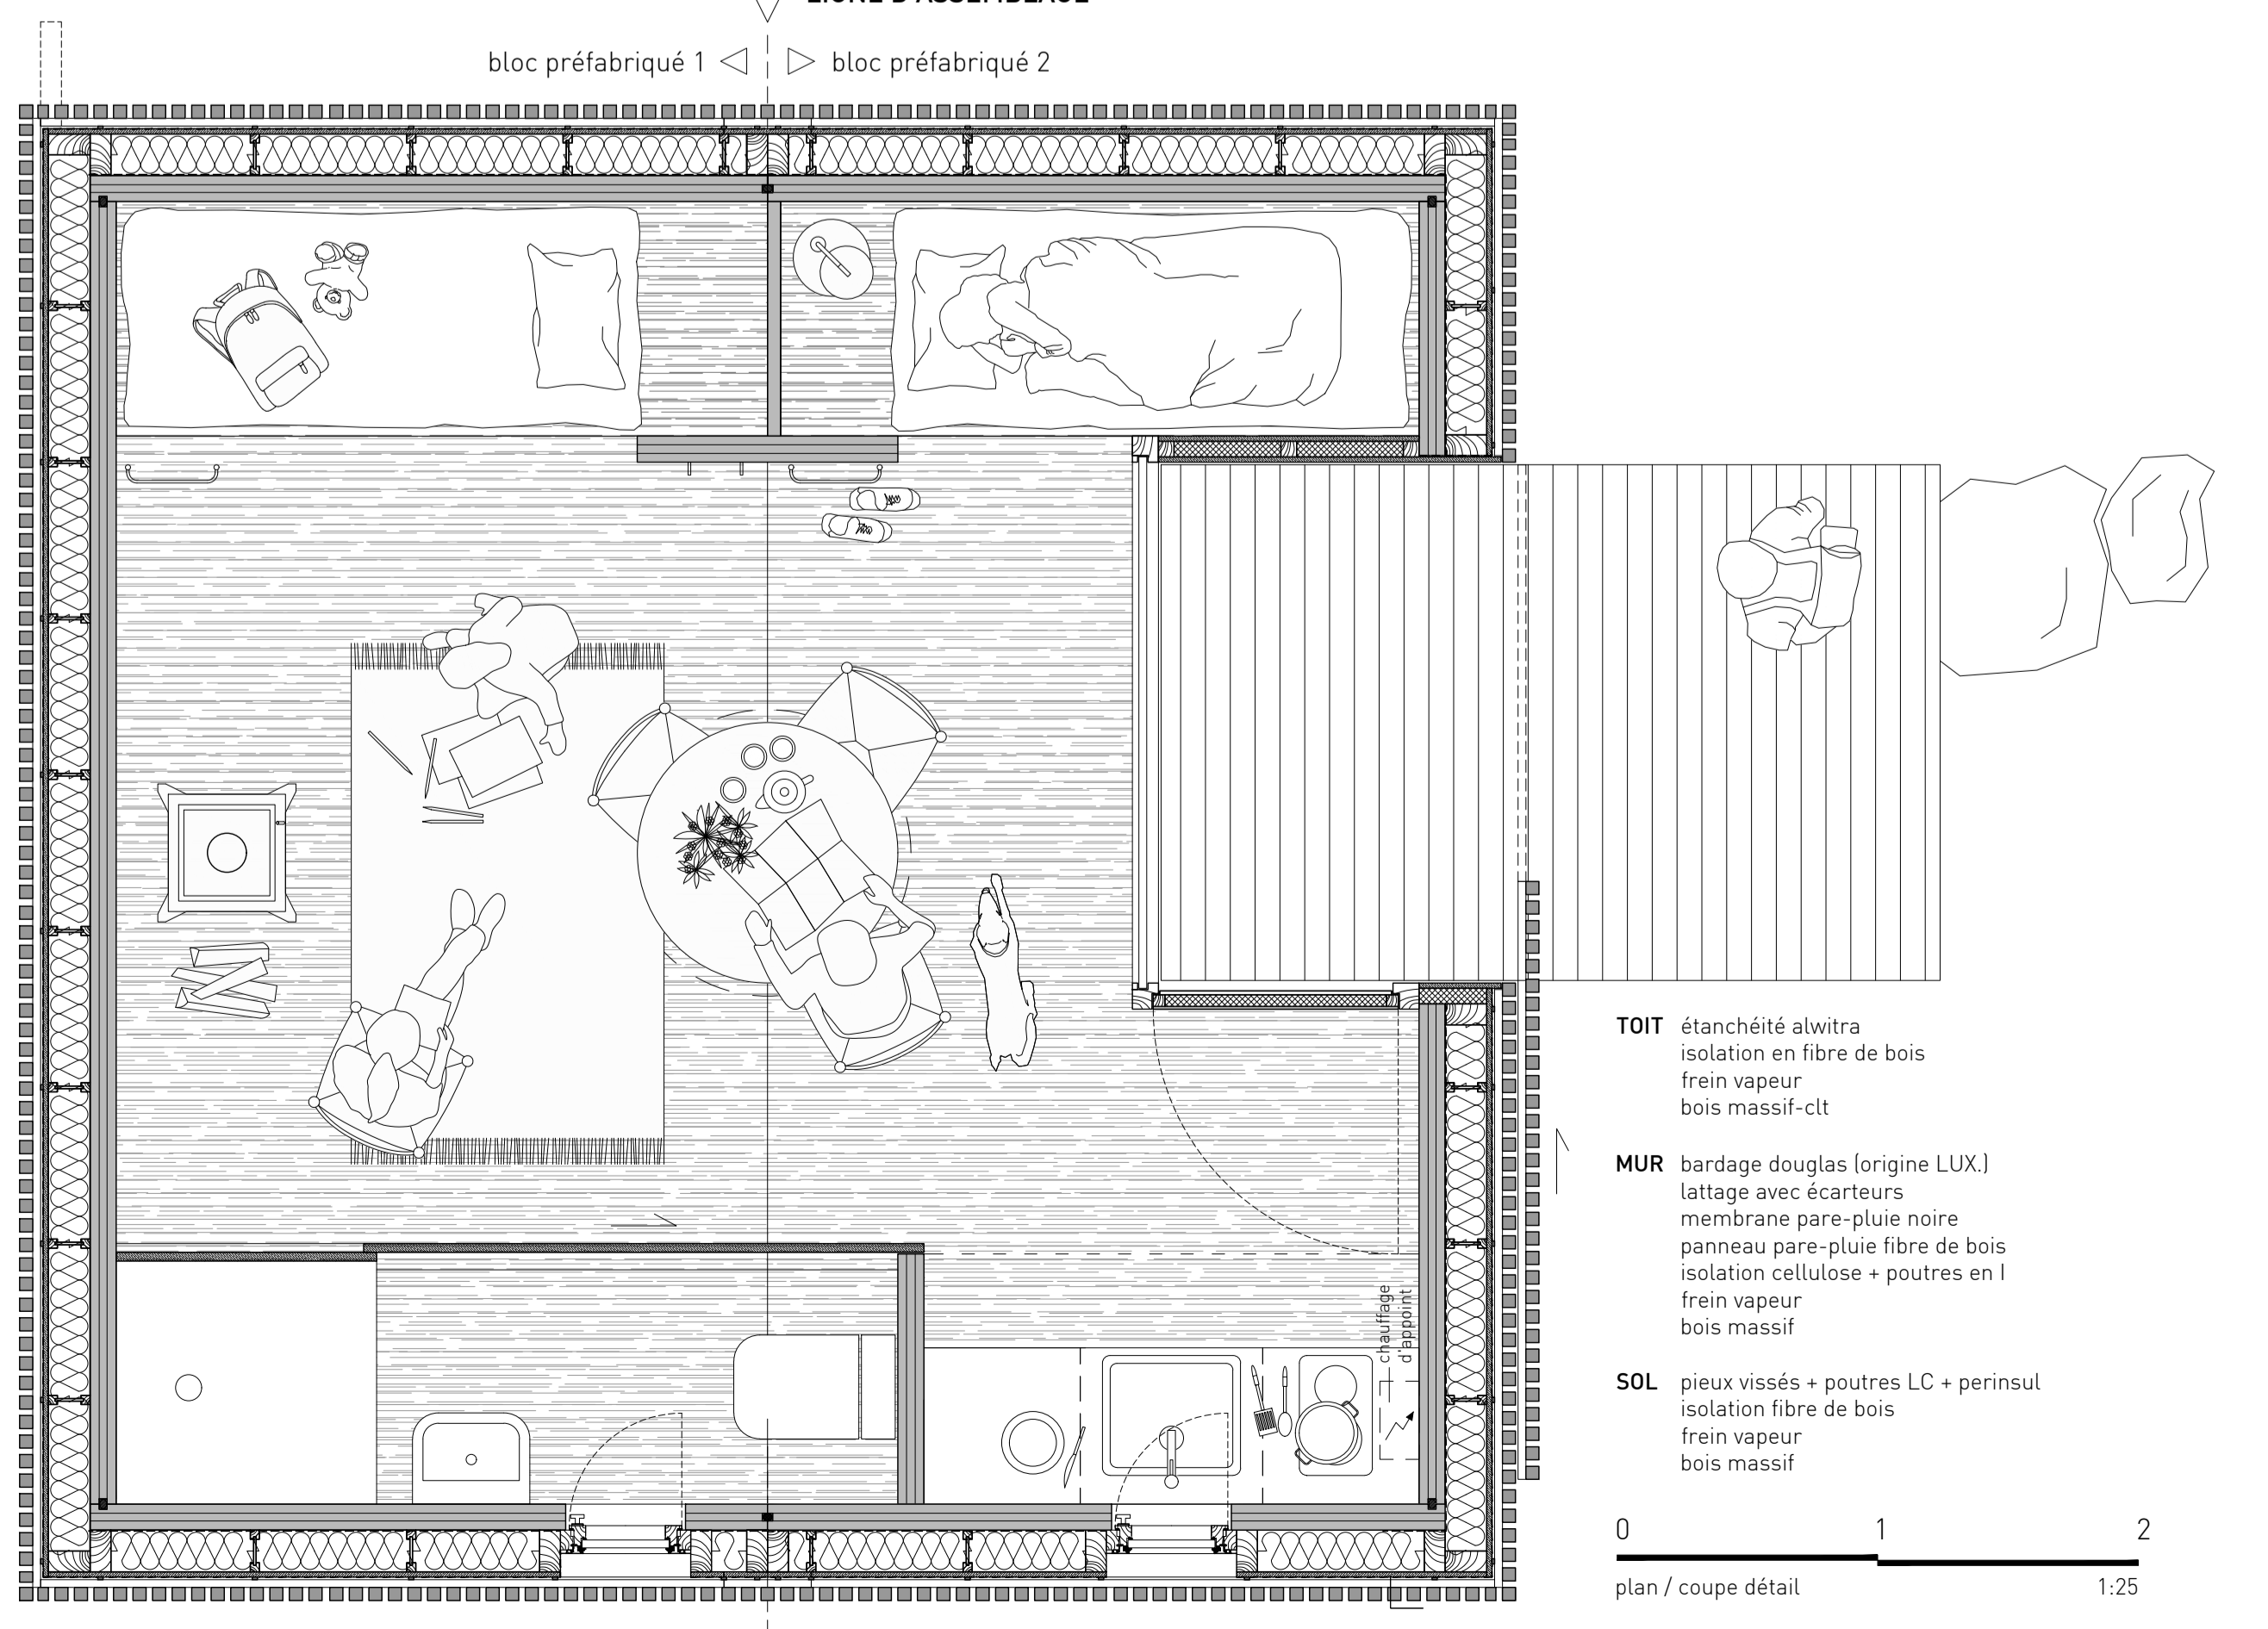 LIGNE D'ASSEMBLAGE
bloc préfabriqué 1
bloc préfabriqué 2
chauffage
d'appoint
TOIT étanchéité alwitra
isolation en fibre de bois
frein vapeur
bois massif-clt
MUR bardage douglas (origine LUX.)
lattage avec écarteurs
membrane pare-pluie noire
panneau pare-pluie fibre de bois
isolation cellulose + poutres en I
frein vapeur
bois massif
SOL pieux vissés + poutres LC + perinsul
isolation fibre de bois
frein vapeur
bois massif
0 1 2
plan / coupe détail 1:25